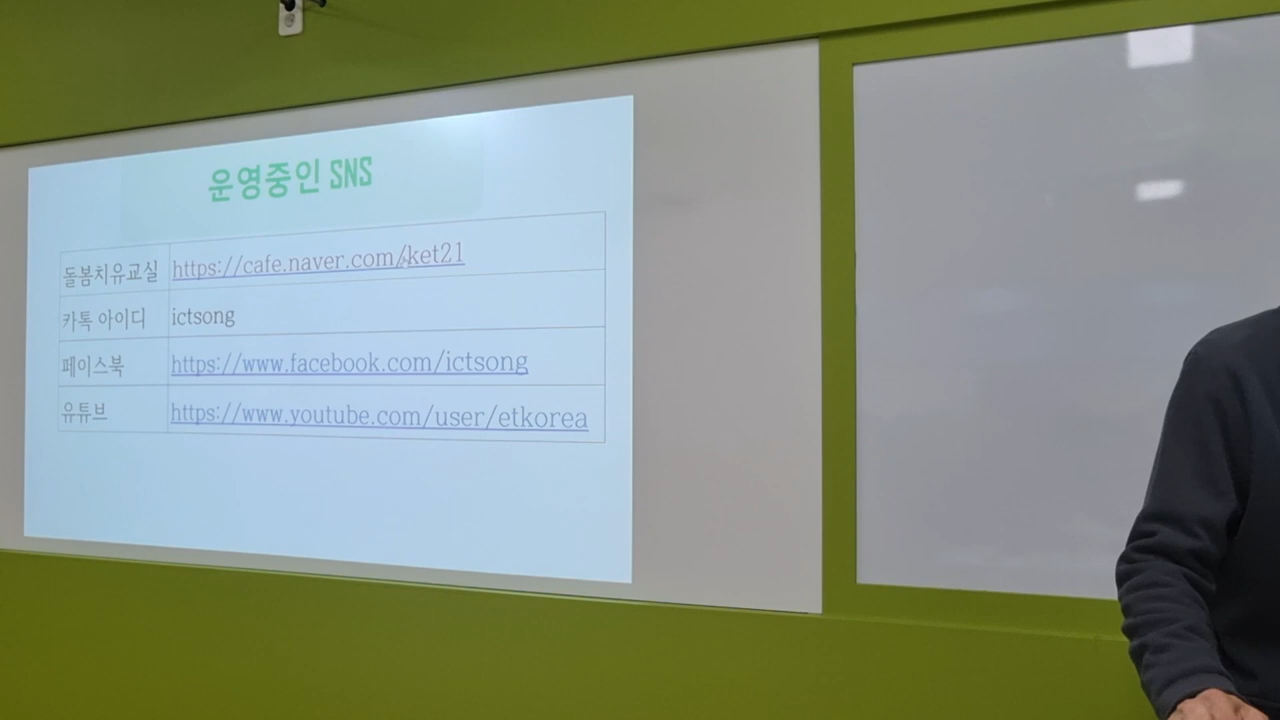 운영중인 SNS
돌봄치유교실 https://cafe.naver.com/ket21
카톡 아이디 ictsong
페이스북 https://www.facebook.com/ictsong
유튜브 https://www.youtube.com/user/etkorea